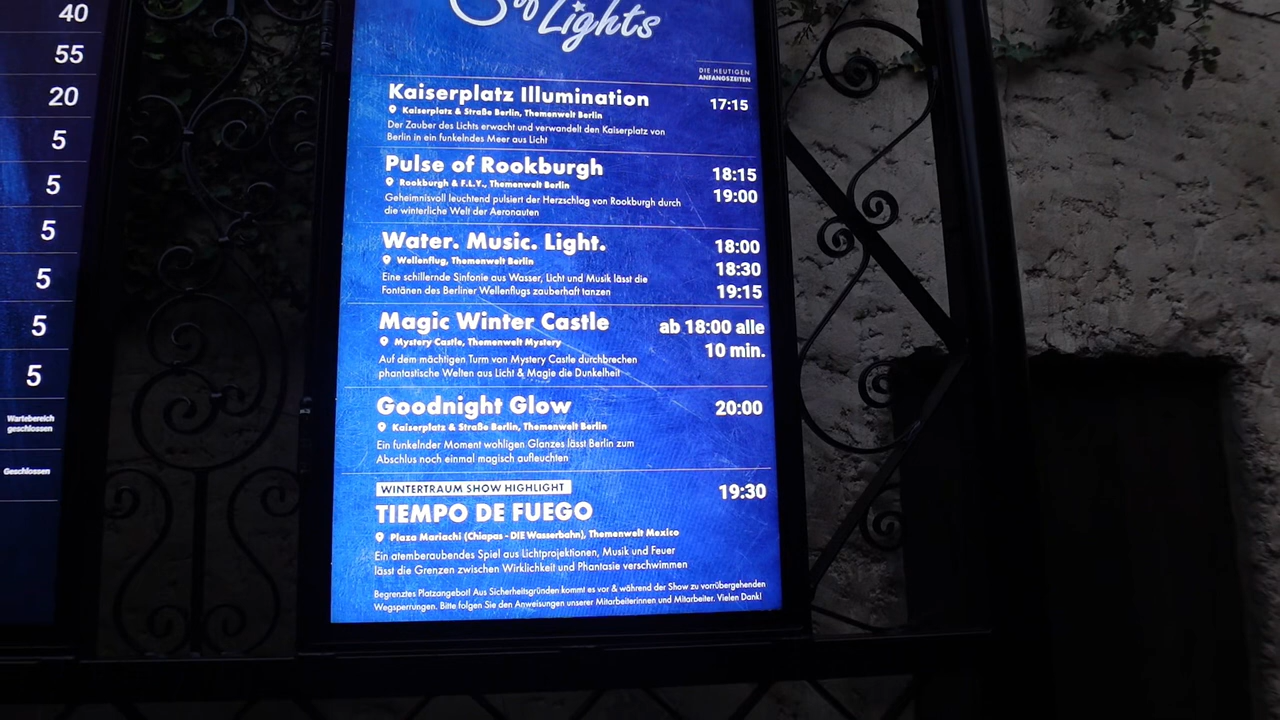 40
55
20
5
5
5
5
5
5
Wartebereich
geschlossen
Geschlossen
of Lights
DIE HEUTIGEN
ANFANGSZEITEN
Kaiserplatz Illumination 17:15
Kaiserplatz & Straße Berlin, Themenwelt Berlin
Der Zauber des Lichts erwacht und verwandelt den Kaiserplatz von
Berlin in ein funkelndes Meer aus Licht
Pulse of Rookburgh 18:15
Rookburgh & F.L.Y., Themenwelt Berlin 19:00
Geheimnisvoll leuchtend pulsiert der Herzschlag von Rookburgh durch
die winterliche Welt der Aeronauten
Water. Music. Light. 18:00
Wellenflug, Themenwelt Berlin 18:30
Eine schillernde Sinfonie aus Wasser, Licht und Musik lässt die 19:15
Fontänen des Berliner Wellenflugs zauberhaft tanzen
Magic Winter Castle ab 18:00 alle
Mystery Castle, Themenwelt Mystery 10 min.
Auf dem mächtigen Turm von Mystery Castle durchbrechen
phantastische Welten aus Licht & Magie die Dunkelheit
Goodnight Glow 20:00
Kaiserplatz & Straße Berlin, Themenwelt Berlin
Ein funkelnder Moment wohligen Glanzes lässt Berlin zum
Abschlus noch einmal magisch aufleuchten
WINTERTRAUM SHOW HIGHLIGHT 19:30
TIEMPO DE FUEGO
Plaza Mariachi (Chiapas - DIE Wasserbahn), Themenwelt Mexico
Ein atemberaubendes Spiel aus Lichtprojektionen, Musik und Feuer
lässt die Grenzen zwischen Wirklichkeit und Phantasie verschwimmen
Begrenztes Platzangebot! Aus Sicherheitsgründen kommt es vor & während der Show zu vorrübergehenden
Wegsperrungen. Bitte folgen Sie den Anweisungen unserer Mitarbeiterinnen und Mitarbeiter. Vielen Dank!